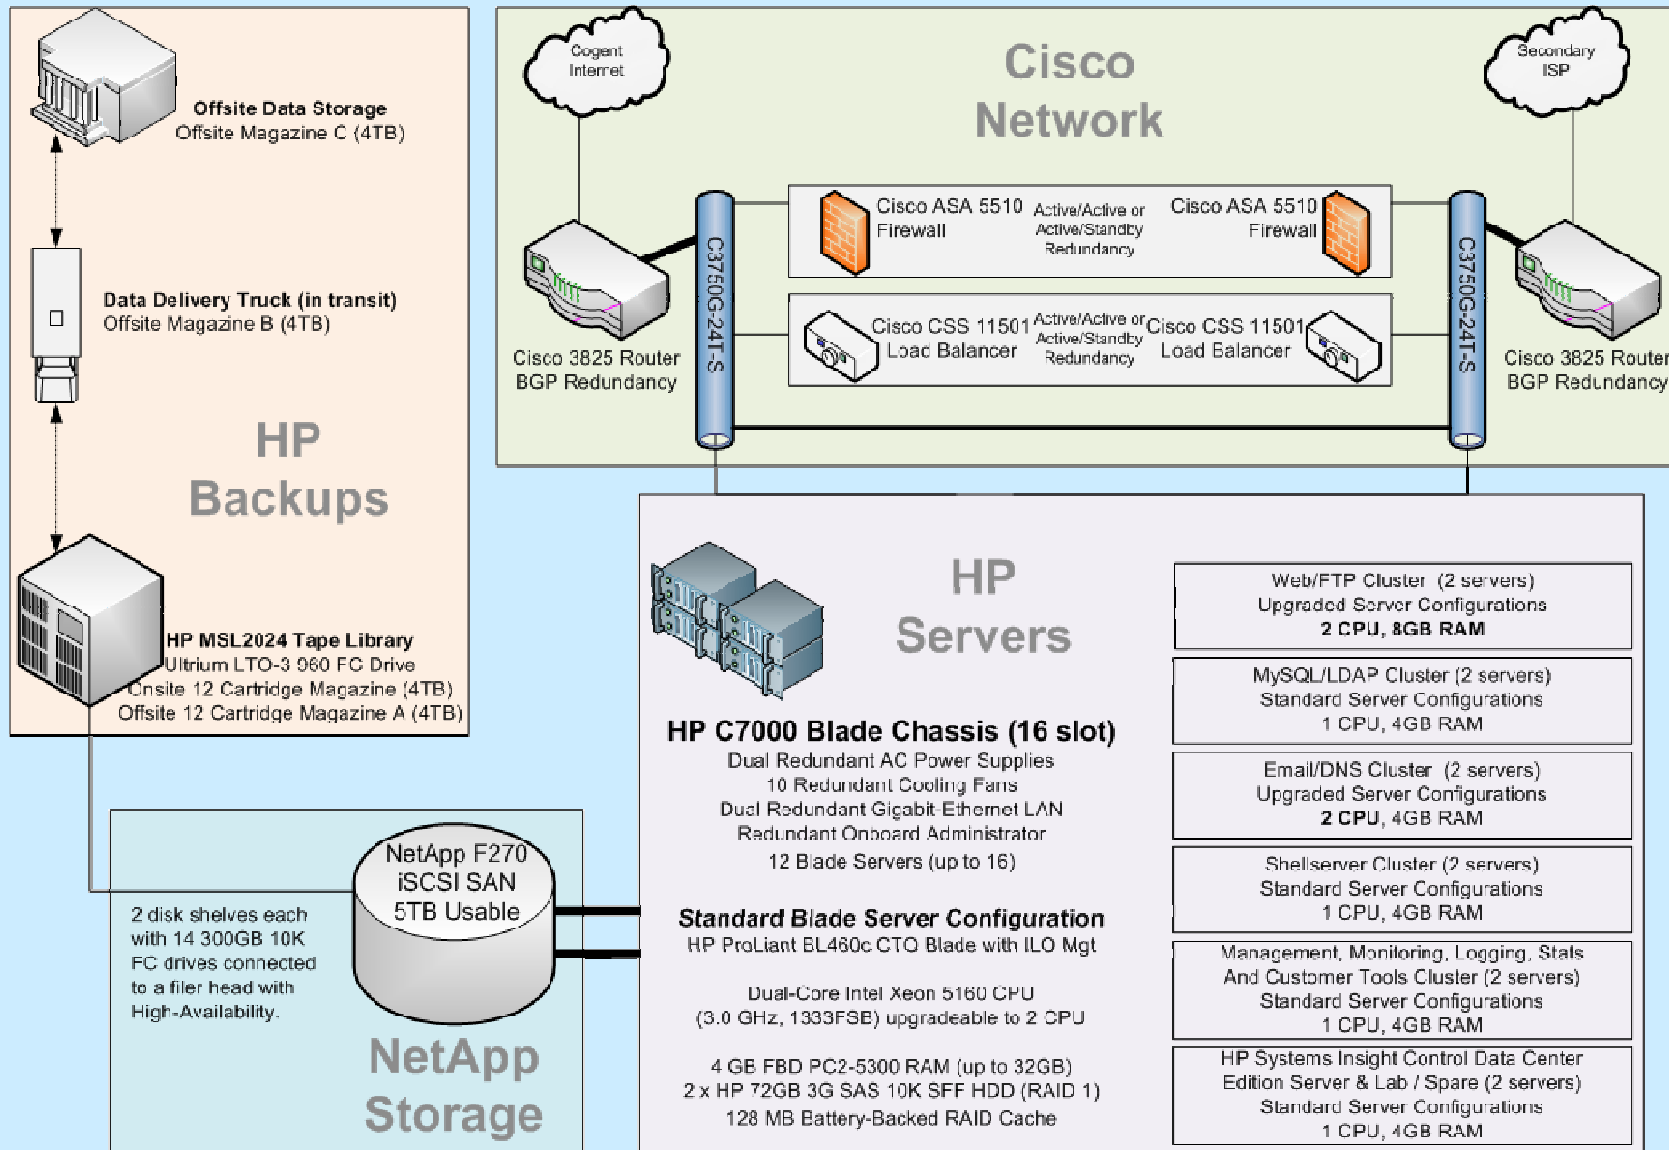 Offsite Data Storage
Offsite Magazine C (4TB)
Data Delivery Truck (in transit)
Offsite Magazine B (4TB)
HP
Backups
HP MSL2024 Tape Library
Ultrium LTO-3 960 FC Drive
Onsite 12 Cartridge Magazine (4TB)
Offsite 12 Cartridge Magazine A (4TB)
Cogent
Internet
Cisco
Network
Secondary
ISP
Cisco ASA 5510
Firewall
Active/Active or
Active/Standby
Redundancy
Cisco ASA 5510
Firewall
C3750G-24T-S
C3750G-24T-S
Cisco CSS 11501
Load Balancer
Active/Active or
Active/Standby
Redundancy
Cisco CSS 11501
Load Balancer
Cisco 3825 Router
BGP Redundancy
Cisco 3825 Router
BGP Redundancy
NetApp F270
iSCSI SAN
5TB Usable
2 disk shelves each
with 14 300GB 10K
FC drives connected
to a filer head with
High-Availability.
NetApp
Storage
HP
Servers
HP C7000 Blade Chassis (16 slot)
Dual Redundant AC Power Supplies
10 Redundant Cooling Fans
Dual Redundant Gigabit-Ethernet LAN
Redundant Onboard Administrator
12 Blade Servers (up to 16)
Standard Blade Server Configuration
HP ProLiant BL460c CTO Blade with ILO Mgt
Dual-Core Intel Xeon 5160 CPU
(3.0 GHz, 1333FSB) upgradeable to 2 CPU
4 GB FBD PC2-5300 RAM (up to 32GB)
2 x HP 72GB 3G SAS 10K SFF HDD (RAID 1)
128 MB Battery-Backed RAID Cache
Web/FTP Cluster (2 servers)
Upgraded Server Configurations
2 CPU, 8GB RAM
MySQL/LDAP Cluster (2 servers)
Standard Server Configurations
1 CPU, 4GB RAM
Email/DNS Cluster (2 servers)
Upgraded Server Configurations
2 CPU, 4GB RAM
Shellserver Cluster (2 servers)
Standard Server Configurations
1 CPU, 4GB RAM
Management, Monitoring, Logging, Stats
And Customer Tools Cluster (2 servers)
Standard Server Configurations
1 CPU, 4GB RAM
HP Systems Insight Control Data Center
Edition Server & Lab / Spare (2 servers)
Standard Server Configurations
1 CPU, 4GB RAM